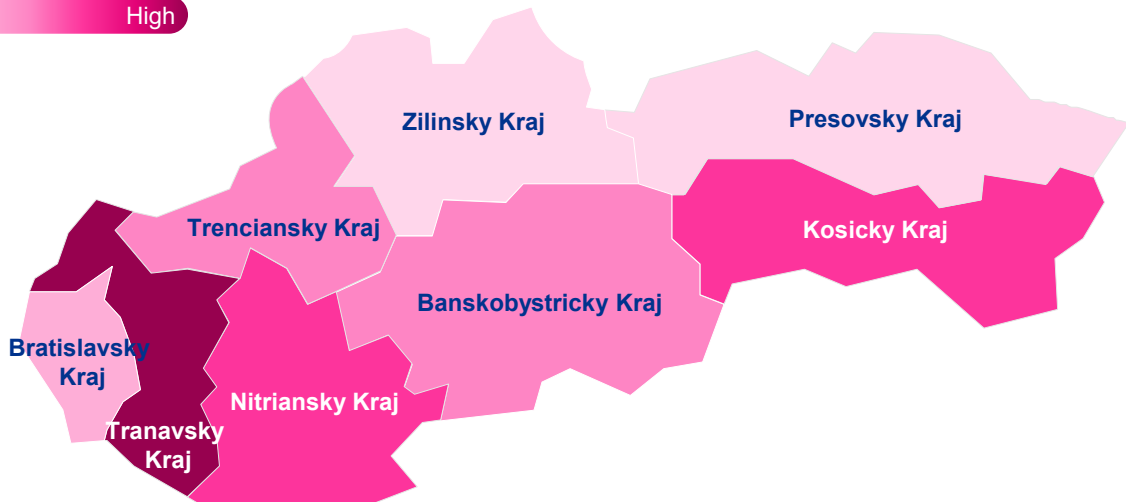 High
Zilinsky Kraj
Presovsky Kraj
Trenciansky Kraj
Kosicky Kraj
Banskobystricky Kraj
Bratislavsky
Kraj
Nitriansky Kraj
Tranavsky
Kraj